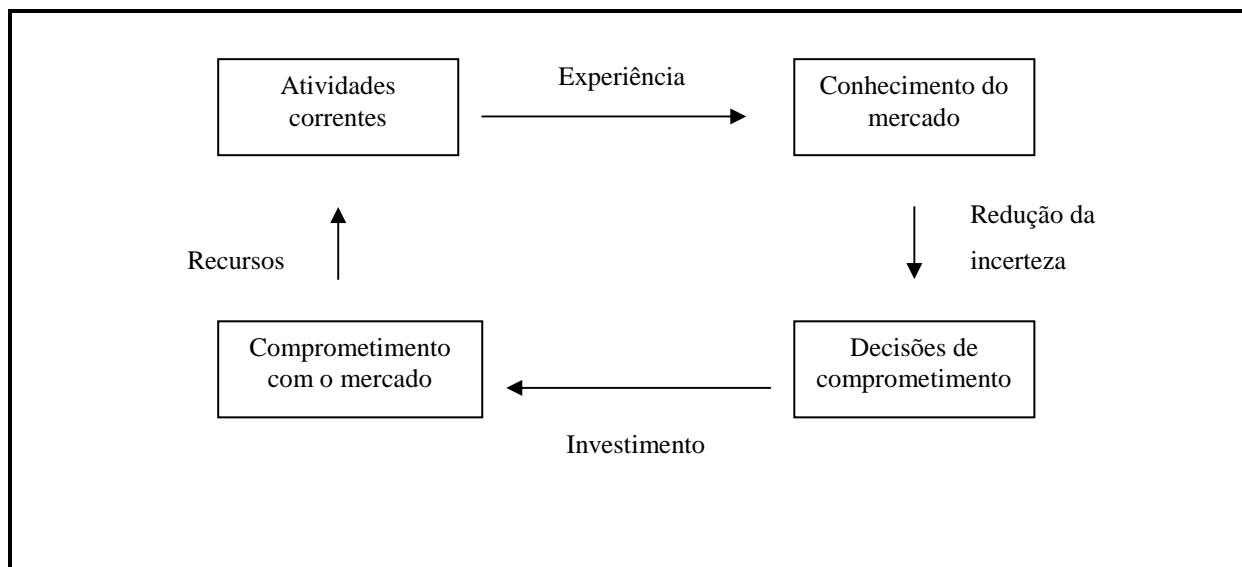 Atividades
correntes
Experiência
Conhecimento do
mercado
Redução da
incerteza
Recursos
Comprometimento
com o mercado
Decisões de
comprometimento
Investimento